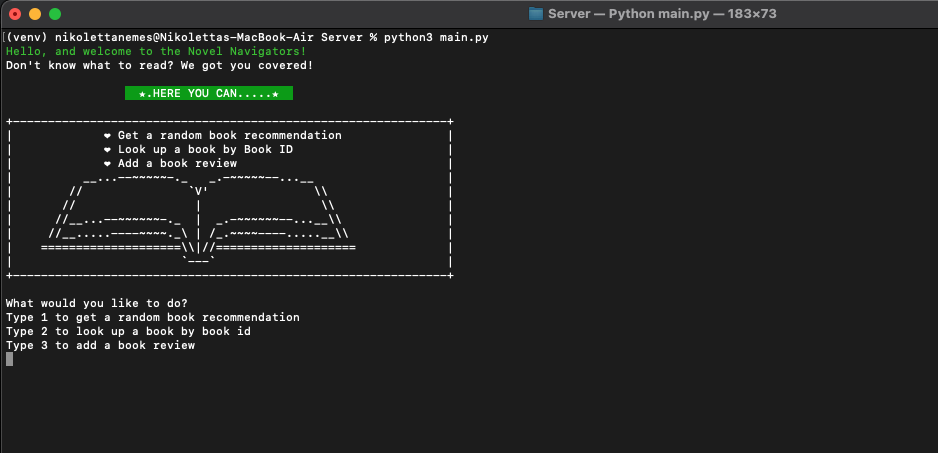 Server — Python main.py — 183×73
(venv) nikolettanemes@Nikolettas-MacBook-Air Server % python3 main.py
Hello, and welcome to the Novel Navigators!
Don't know what to read? We got you covered!
★.HERE YOU CAN.....★
❤ Get a random book recommendation
❤ Look up a book by Book ID
❤ Add a book review
What would you like to do?
Type 1 to get a random book recommendation
Type 2 to look up a book by book id
Type 3 to add a book review